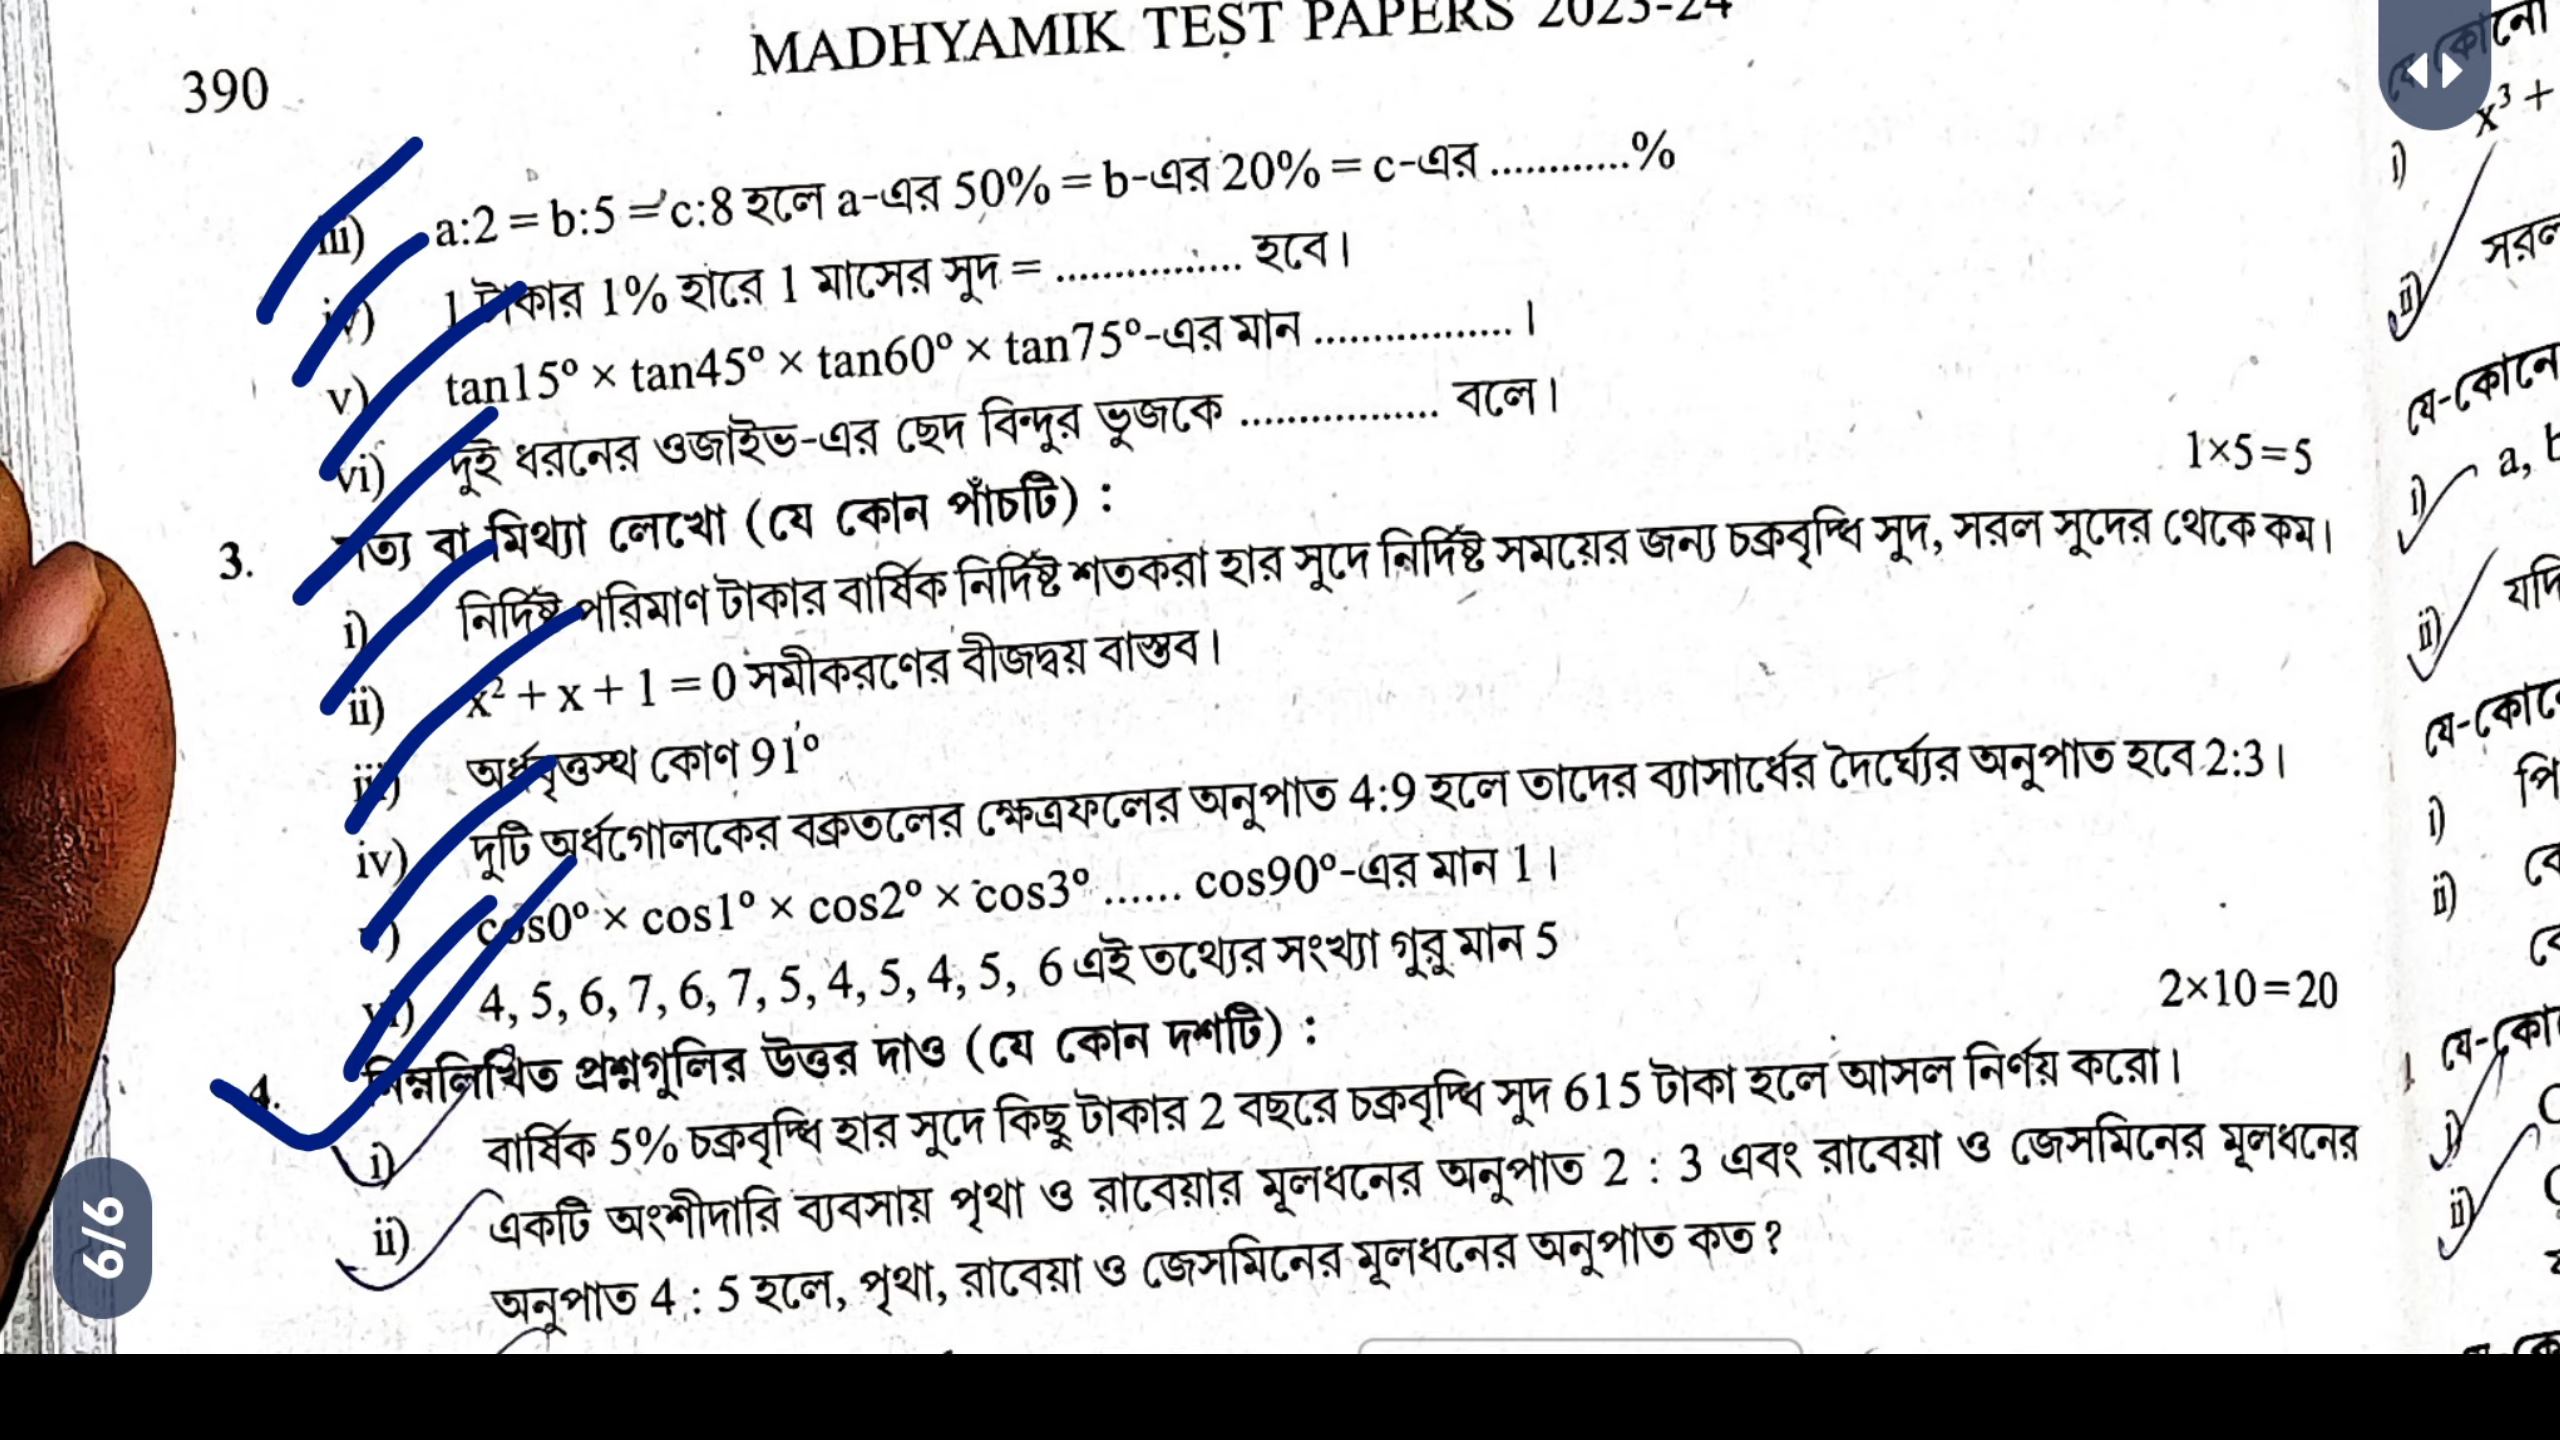 MADHYAMIK TEST PAPERS 2023-24
390
iii) a:2 = b:5 = c:8 হলে a-এর 50% = b-এর 20% = c-এর ............%
iv) 1 টাকার 1% হারে 1 মাসের সুদ = ................ হবে।
v) tan15° × tan45° × tan60° × tan75°-এর মান ................. ।
vi) দুই ধরনের ওজাইভ-এর ছেদ বিন্দুর ভুজকে ................. বলে।
3. সত্য বা মিথ্যা লেখো (যে কোন পাঁচটি) : 1×5=5
i) নির্দিষ্ট পরিমাণ টাকার বার্ষিক নির্দিষ্ট শতকরা হার সুদে নির্দিষ্ট সময়ের জন্য চক্রবৃদ্ধি সুদ, সরল সুদের থেকে কম।
ii) x² + x + 1 = 0 সমীকরণের বীজদ্বয় বাস্তব।
iii) অর্ধবৃত্তস্থ কোণ 91°
iv) দুটি অর্ধগোলকের বক্রতলের ক্ষেত্রফলের অনুপাত 4:9 হলে তাদের ব্যাসার্ধের দৈর্ঘ্যের অনুপাত হবে 2:3।
v) cos0° × cos1° × cos2° × cos3° ...... cos90°-এর মান 1।
vi) 4, 5, 6, 7, 6, 7, 5, 4, 5, 4, 5, 6 এই তথ্যের সংখ্যা গুরু মান 5
4. নিম্নলিখিত প্রশ্নগুলির উত্তর দাও (যে কোন দশটি) : 2×10=20
i) বার্ষিক 5% চক্রবৃদ্ধি হার সুদে কিছু টাকার 2 বছরে চক্রবৃদ্ধি সুদ 615 টাকা হলে আসল নির্ণয় করো।
ii) একটি অংশীদারি ব্যবসায় পৃথা ও রাবেয়ার মূলধনের অনুপাত 2 : 3 এবং রাবেয়া ও জেসমিনের মূলধনের
অনুপাত 4 : 5 হলে, পৃথা, রাবেয়া ও জেসমিনের মূলধনের অনুপাত কত?
6/6
i) x³ +
ii) সরল
যে-কোনো
i) a, b
ii) যদি
i)
ii)
i)
ii)